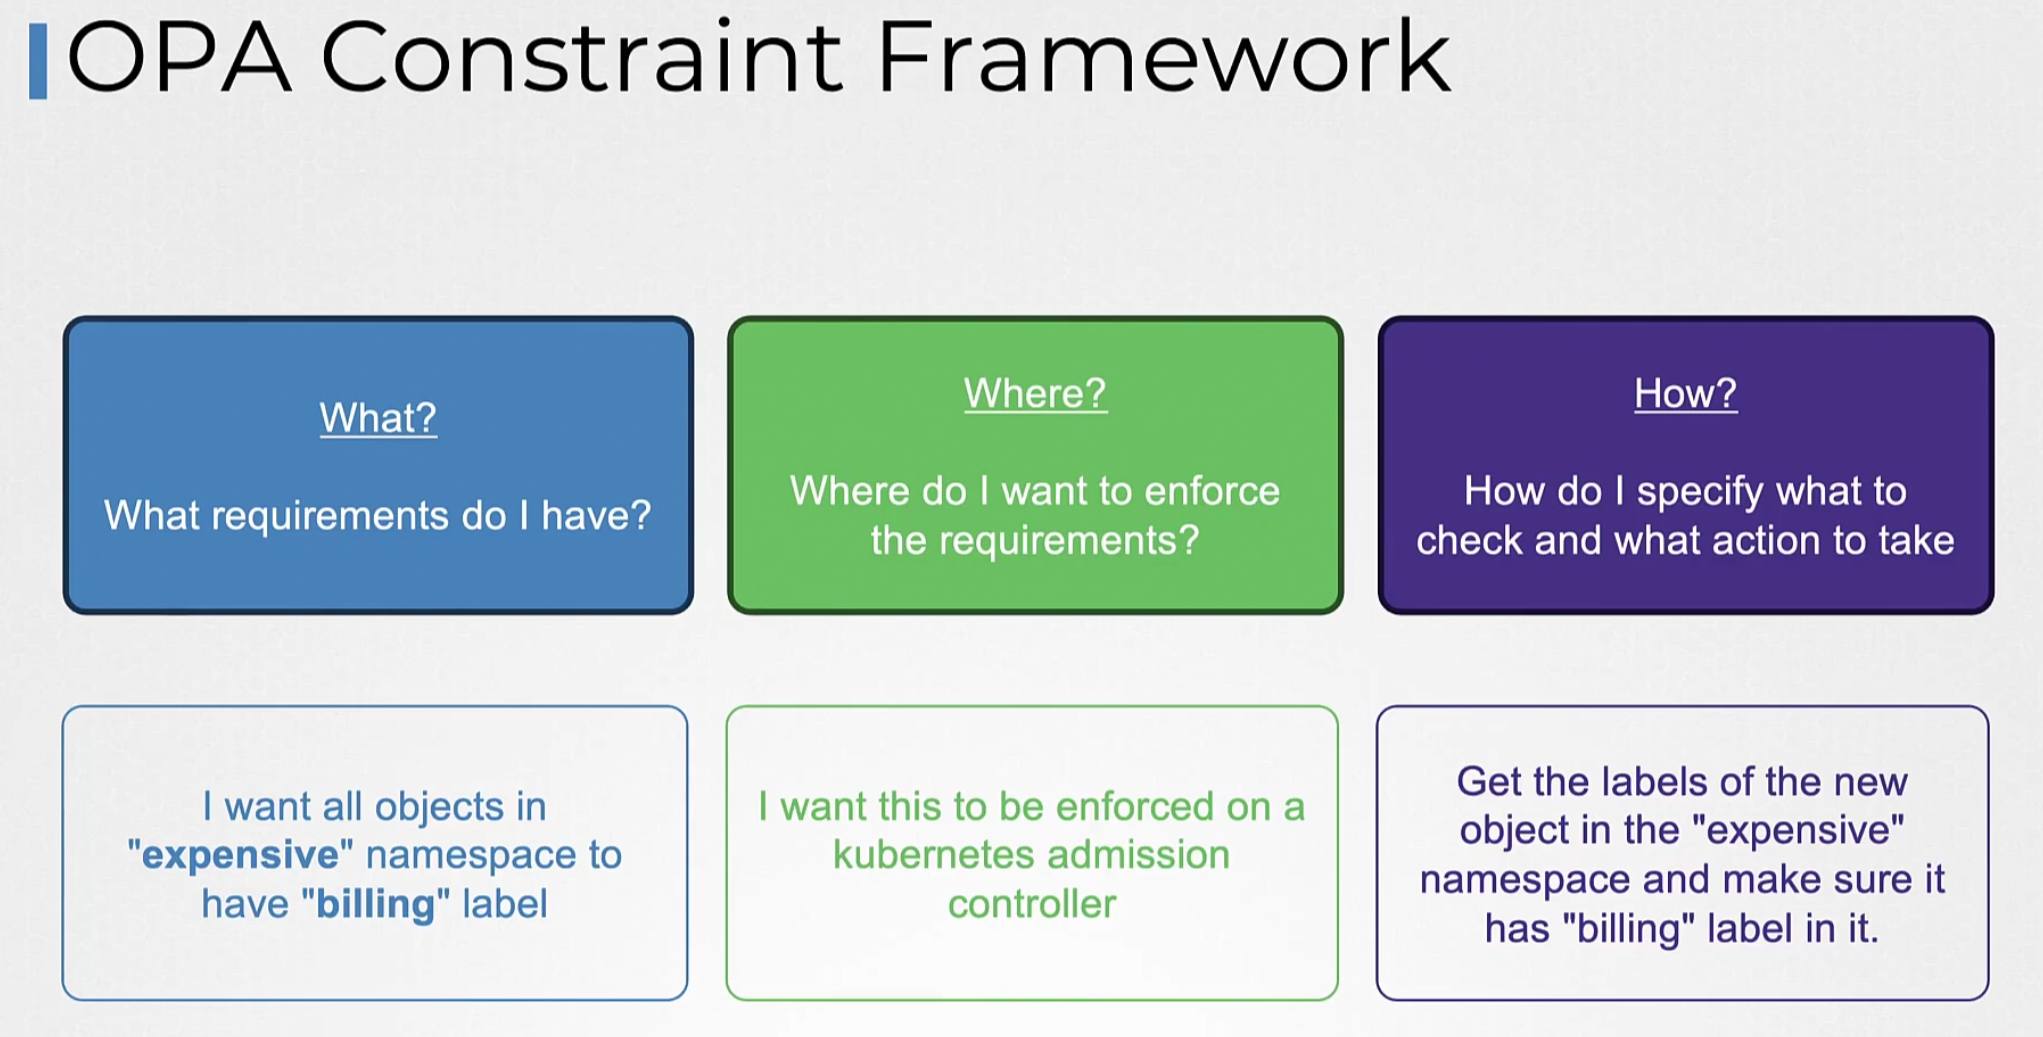 OPA Constraint Framework
What?
What requirements do I have?
Where?
Where do I want to enforce
the requirements?
How?
How do I specify what to
check and what action to take
I want all objects in
"expensive" namespace to
have "billing" label
I want this to be enforced on a
kubernetes admission
controller
Get the labels of the new
object in the "expensive"
namespace and make sure it
has "billing" label in it.